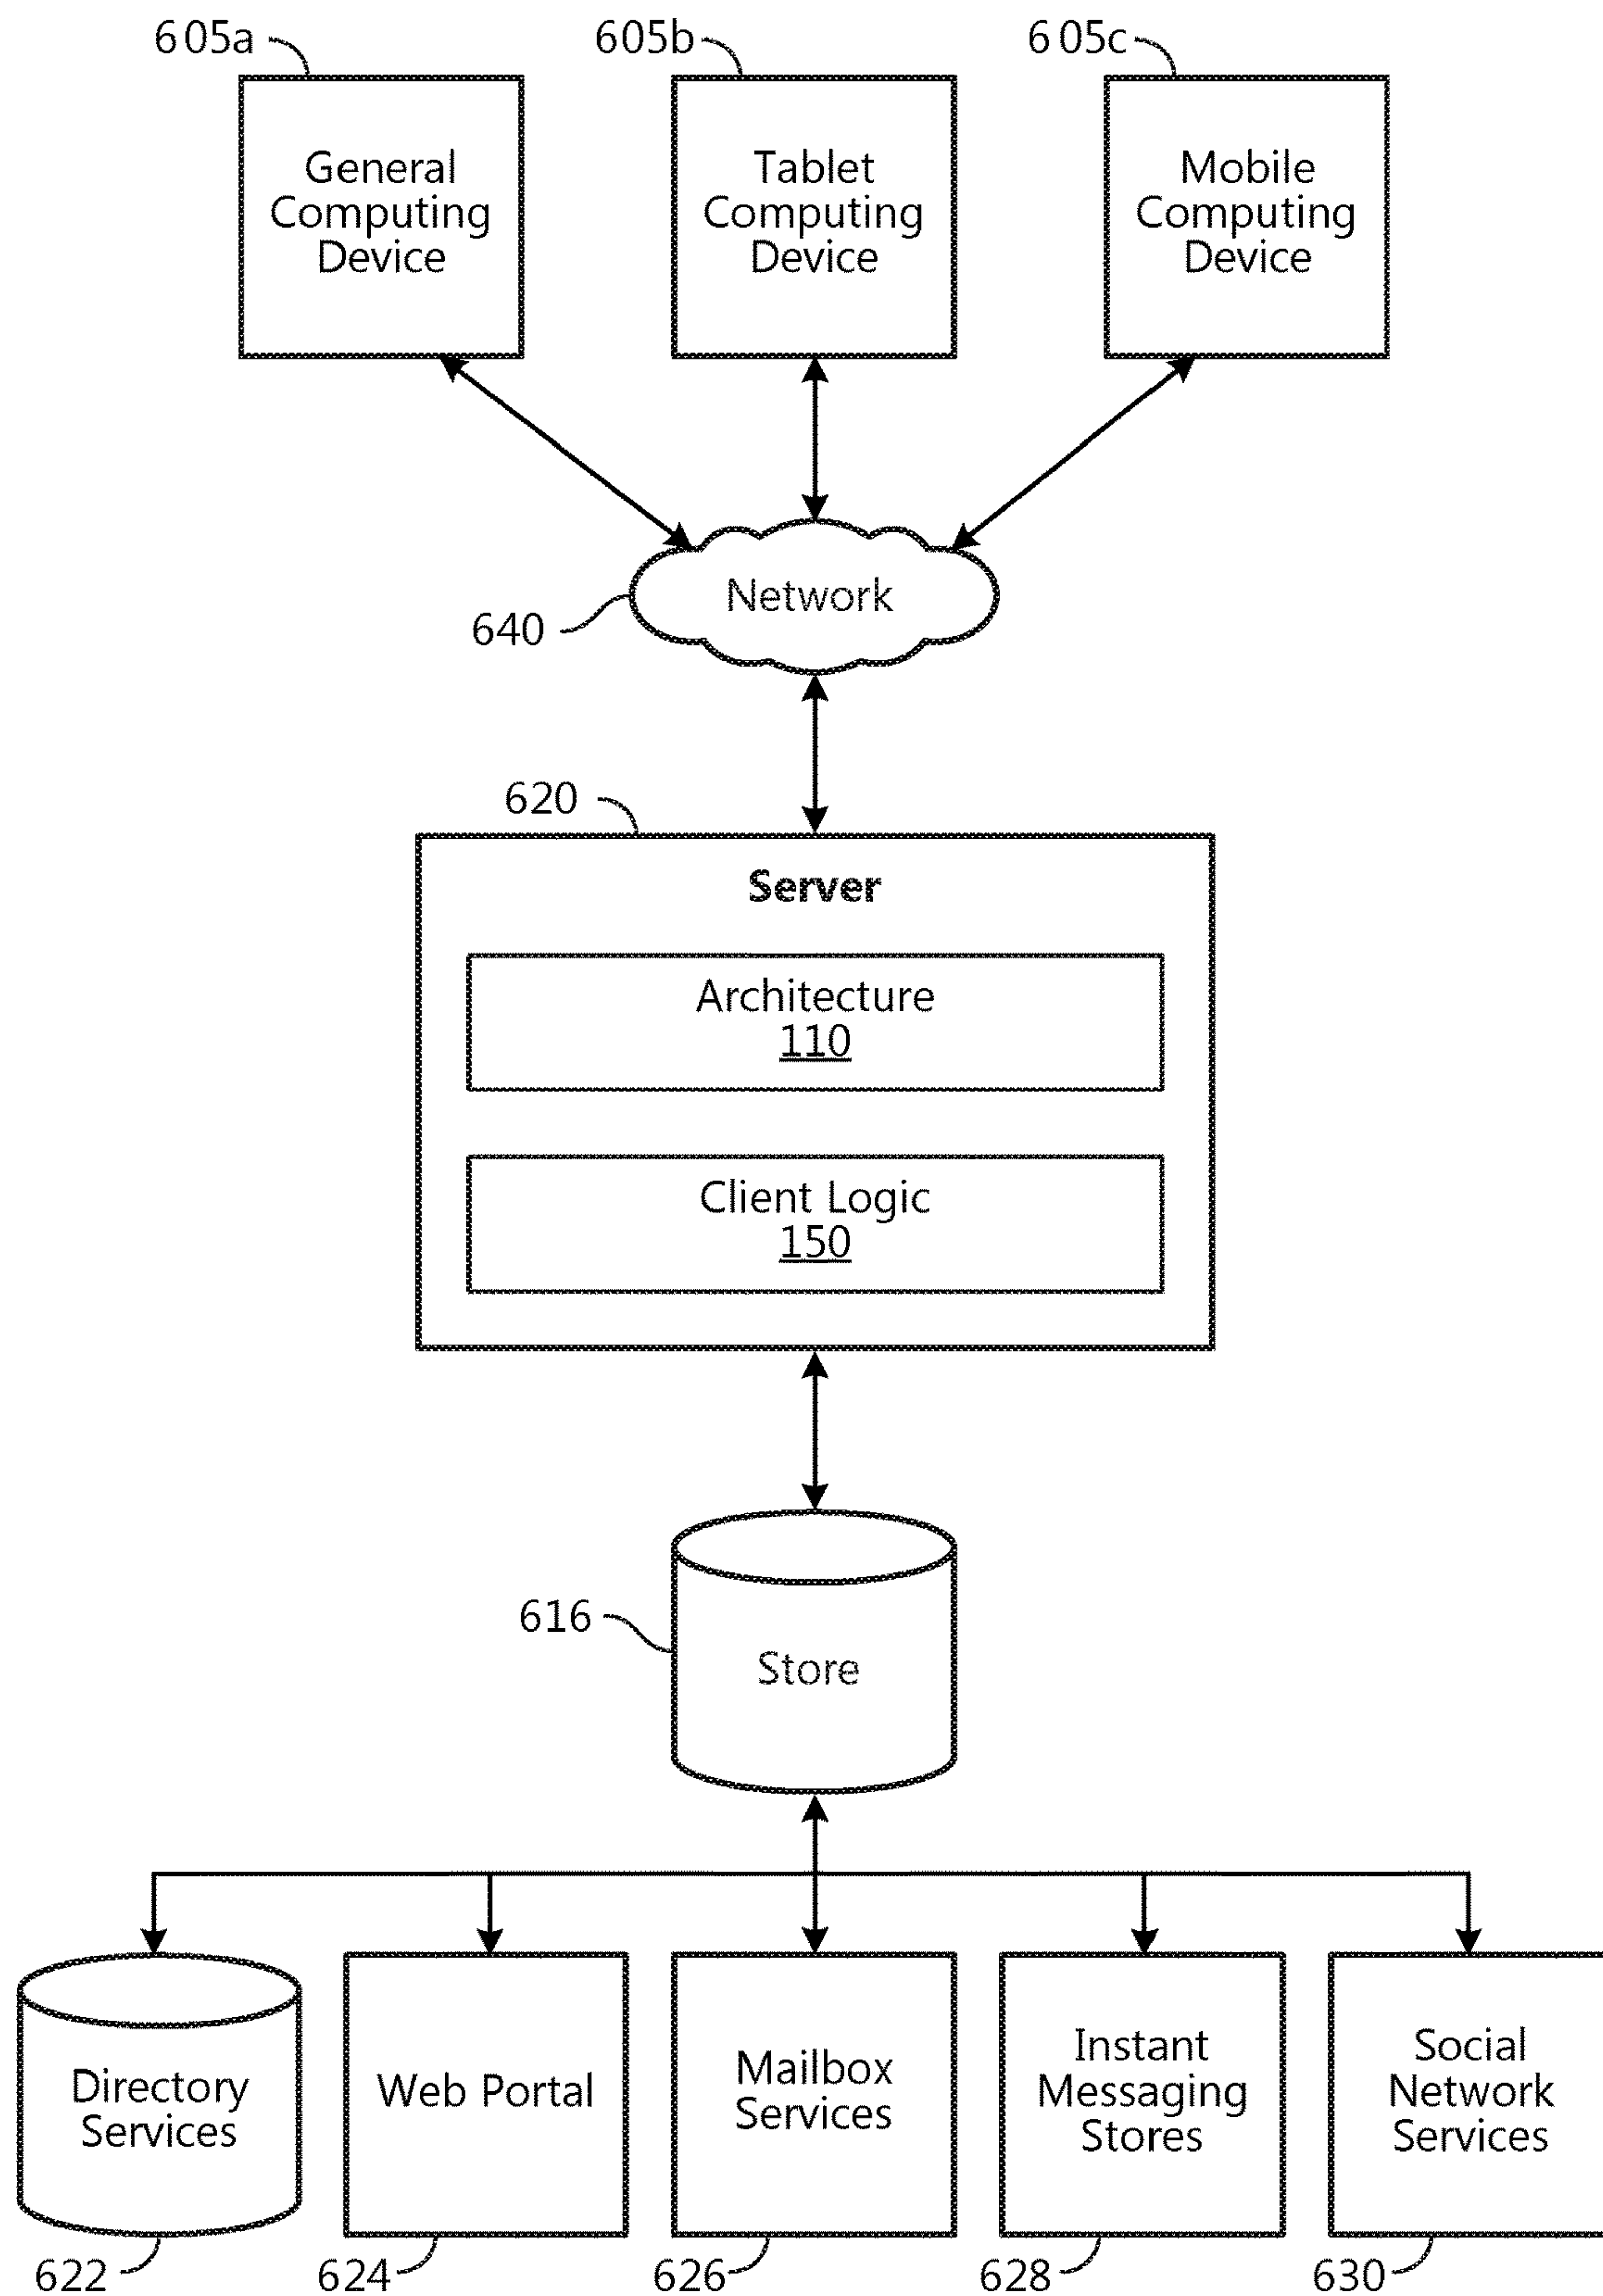 605a
605b
605c
General
Computing
Device
Tablet
Computing
Device
Mobile
Computing
Device
Network
640
620
Server
Architecture
110
Client Logic
150
616
Store
Directory
Services
Web Portal
Mailbox
Services
Instant
Messaging
Stores
Social
Network
Services
622
624
626
628
630